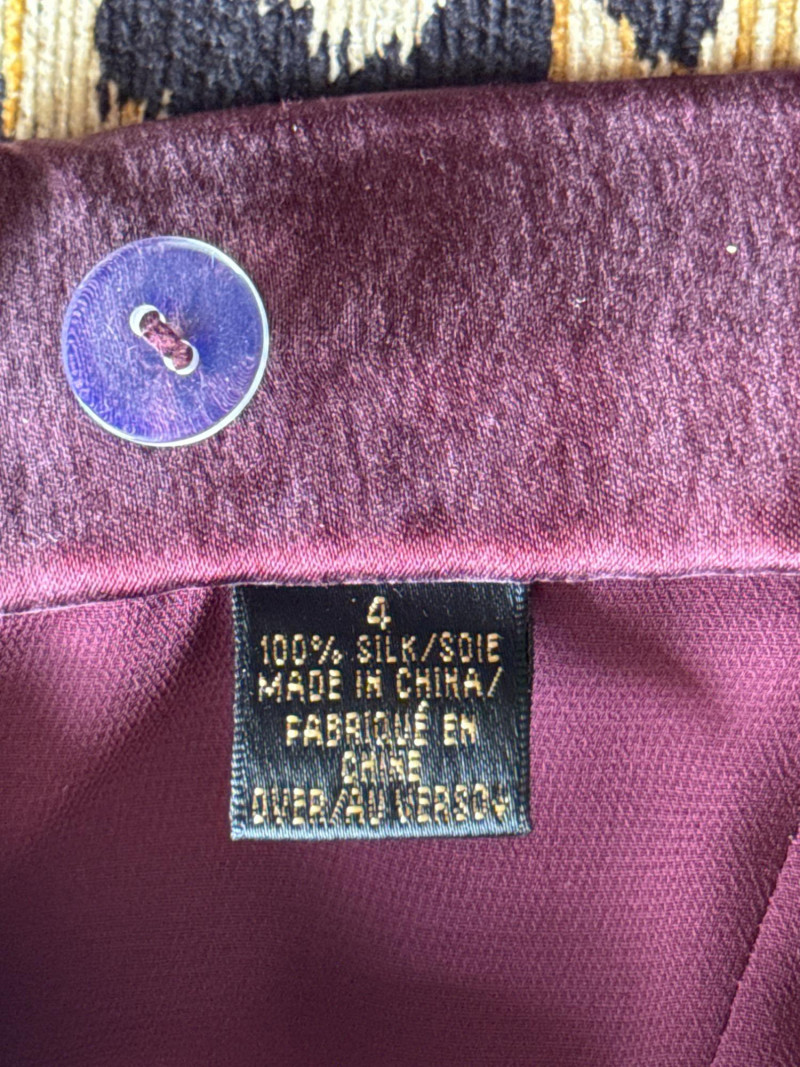 4
100% SILK/SOIE
MADE IN CHINA/
FABRIQUÉ EN
CHINE
OVER/AU VERSO▾